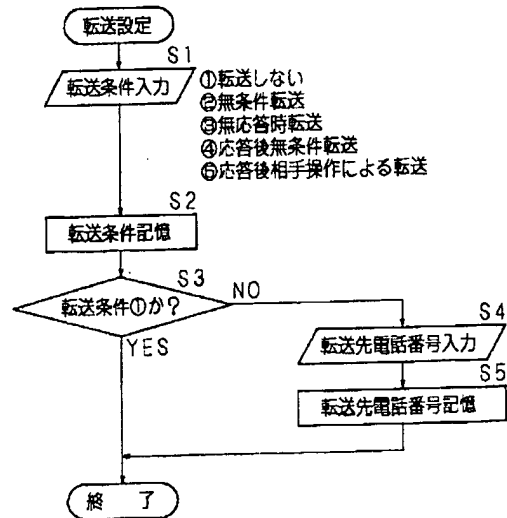 転送設定
S1
転送条件入力
①転送しない
②無条件転送
③無応答時転送
④応答後無条件転送
⑤応答後相手操作による転送
S2
転送条件記憶
S3
転送条件①か?
NO
YES
S4
転送先電話番号入力
S5
転送先電話番号記憶
終 了